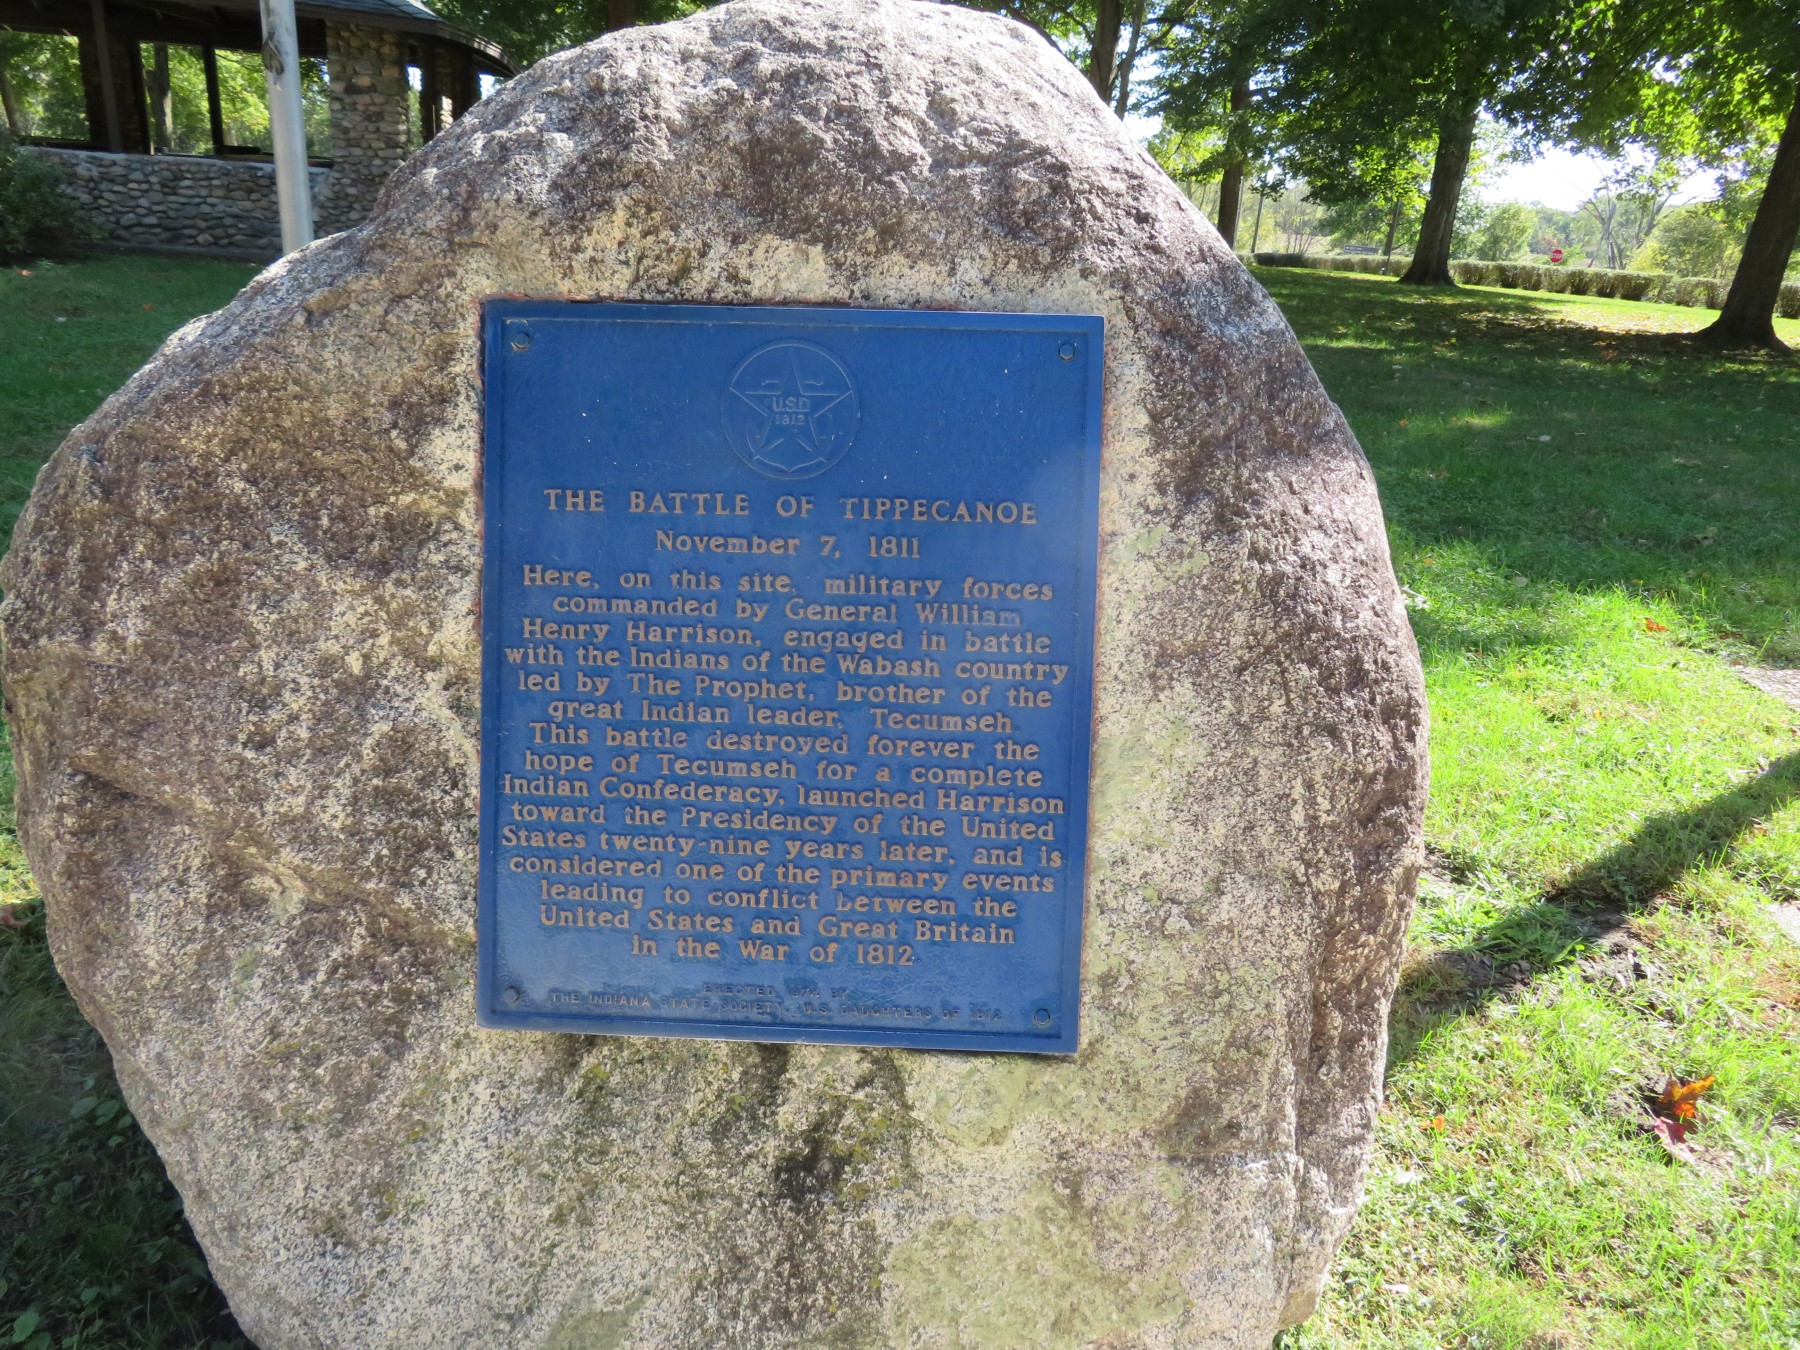 U.S.D.
1812
THE BATTLE OF TIPPECANOE
November 7, 1811
Here, on this site, military forces
commanded by General William
Henry Harrison, engaged in battle
with the Indians of the Wabash country
led by The Prophet, brother of the
great Indian leader, Tecumseh.
This battle destroyed forever the
hope of Tecumseh for a complete
Indian Confederacy, launched Harrison
toward the Presidency of the United
States twenty-nine years later, and is
considered one of the primary events
leading to conflict between the
United States and Great Britain
in the War of 1812
ERECTED BY
THE INDIANA STATE SOCIETY, U.S. DAUGHTERS OF 1812